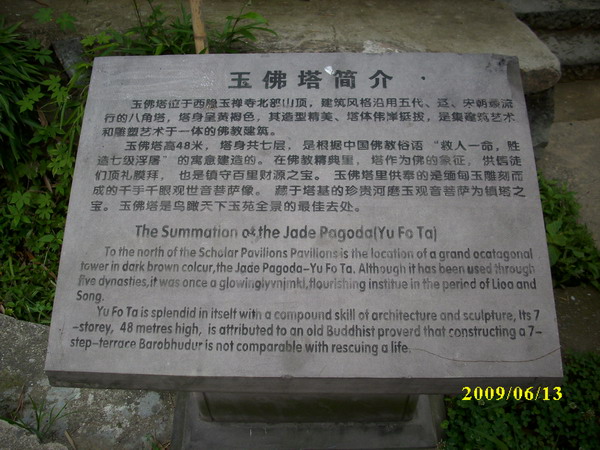 玉佛塔简介
玉佛塔位于西隐玉禅寺北部山顶，建筑风格沿用五代、辽、宋朝最流
行的八角塔，塔身呈黄褐色，其造型精美、塔体伟岸挺拔，是集建筑艺术
和雕塑艺术于一体的佛教建筑。
玉佛塔高48米，塔身共七层，是根据中国佛教俗语“救人一命，胜
造七级浮屠”的寓意建造的。在佛教精典里，塔作为佛的象征，供信徒
们顶礼膜拜，也是镇守百里财源之宝。玉佛塔里供奉的是缅甸玉雕刻而
成的千手千眼观世音菩萨像。藏于塔基的珍贵河磨玉观音菩萨为镇塔之
宝。玉佛塔是鸟瞰天下玉苑全景的最佳去处。
The Summation of the Jade Pagoda(Yu Fo Ta)
To the north of the Scholar Pavilions Pavilions is the location of a grand ocatagonal
tower in dark brown colcur,the Jade Pagoda-Yu Fo Ta. Although it has been used through
five dynasties,it was once a glowinglyvnjmki,flourishing institue in the period of Lioa and
Song.
Yu Fo Ta is splendid in itself with a compound skill of architecture and sculpture, Its 7
-storey, 48 metres high, is attributed to an old Buddhist proverd that constructing a 7-
step-terrace Barobhudur is not comparable with rescuing a life.
2009/06/13